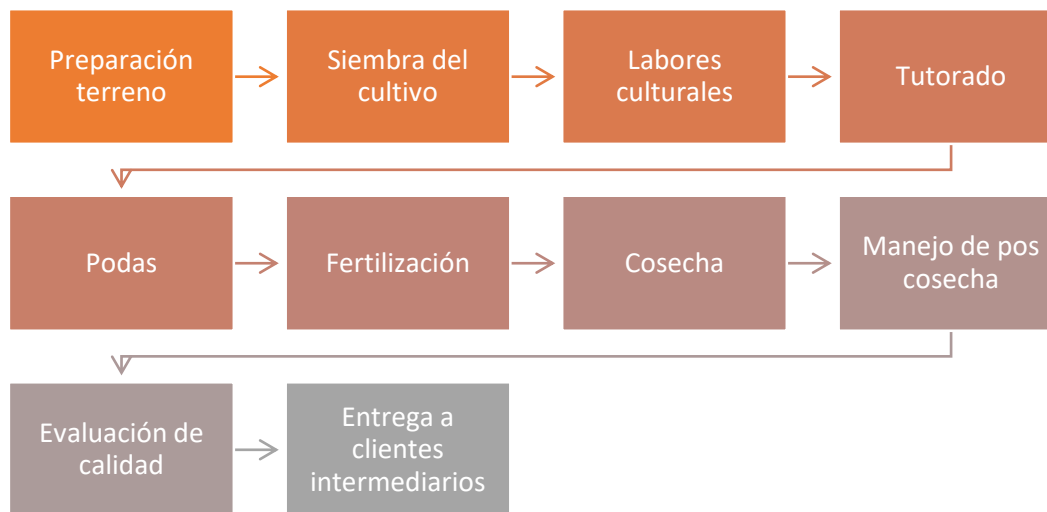 Preparación
terreno
Siembra del
cultivo
Labores
culturales
Tutorado
Podas
Fertilización
Cosecha
Manejo de pos
cosecha
Evaluación de
calidad
Entrega a
clientes
intermediarios